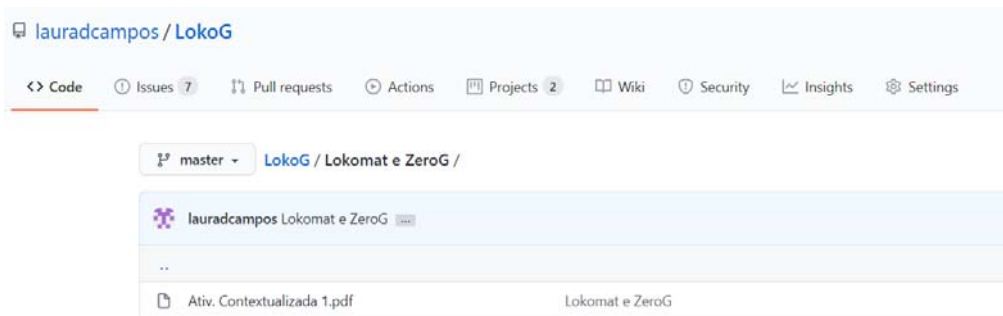 lauradcampos / LokoG
<> Code Issues 7 Pull requests Actions Projects 2 Wiki Security Insights Settings
master LokoG / Lokomat e ZeroG /
lauradcampos Lokomat e ZeroG ...
..
Ativ. Contextualizada 1.pdf Lokomat e ZeroG